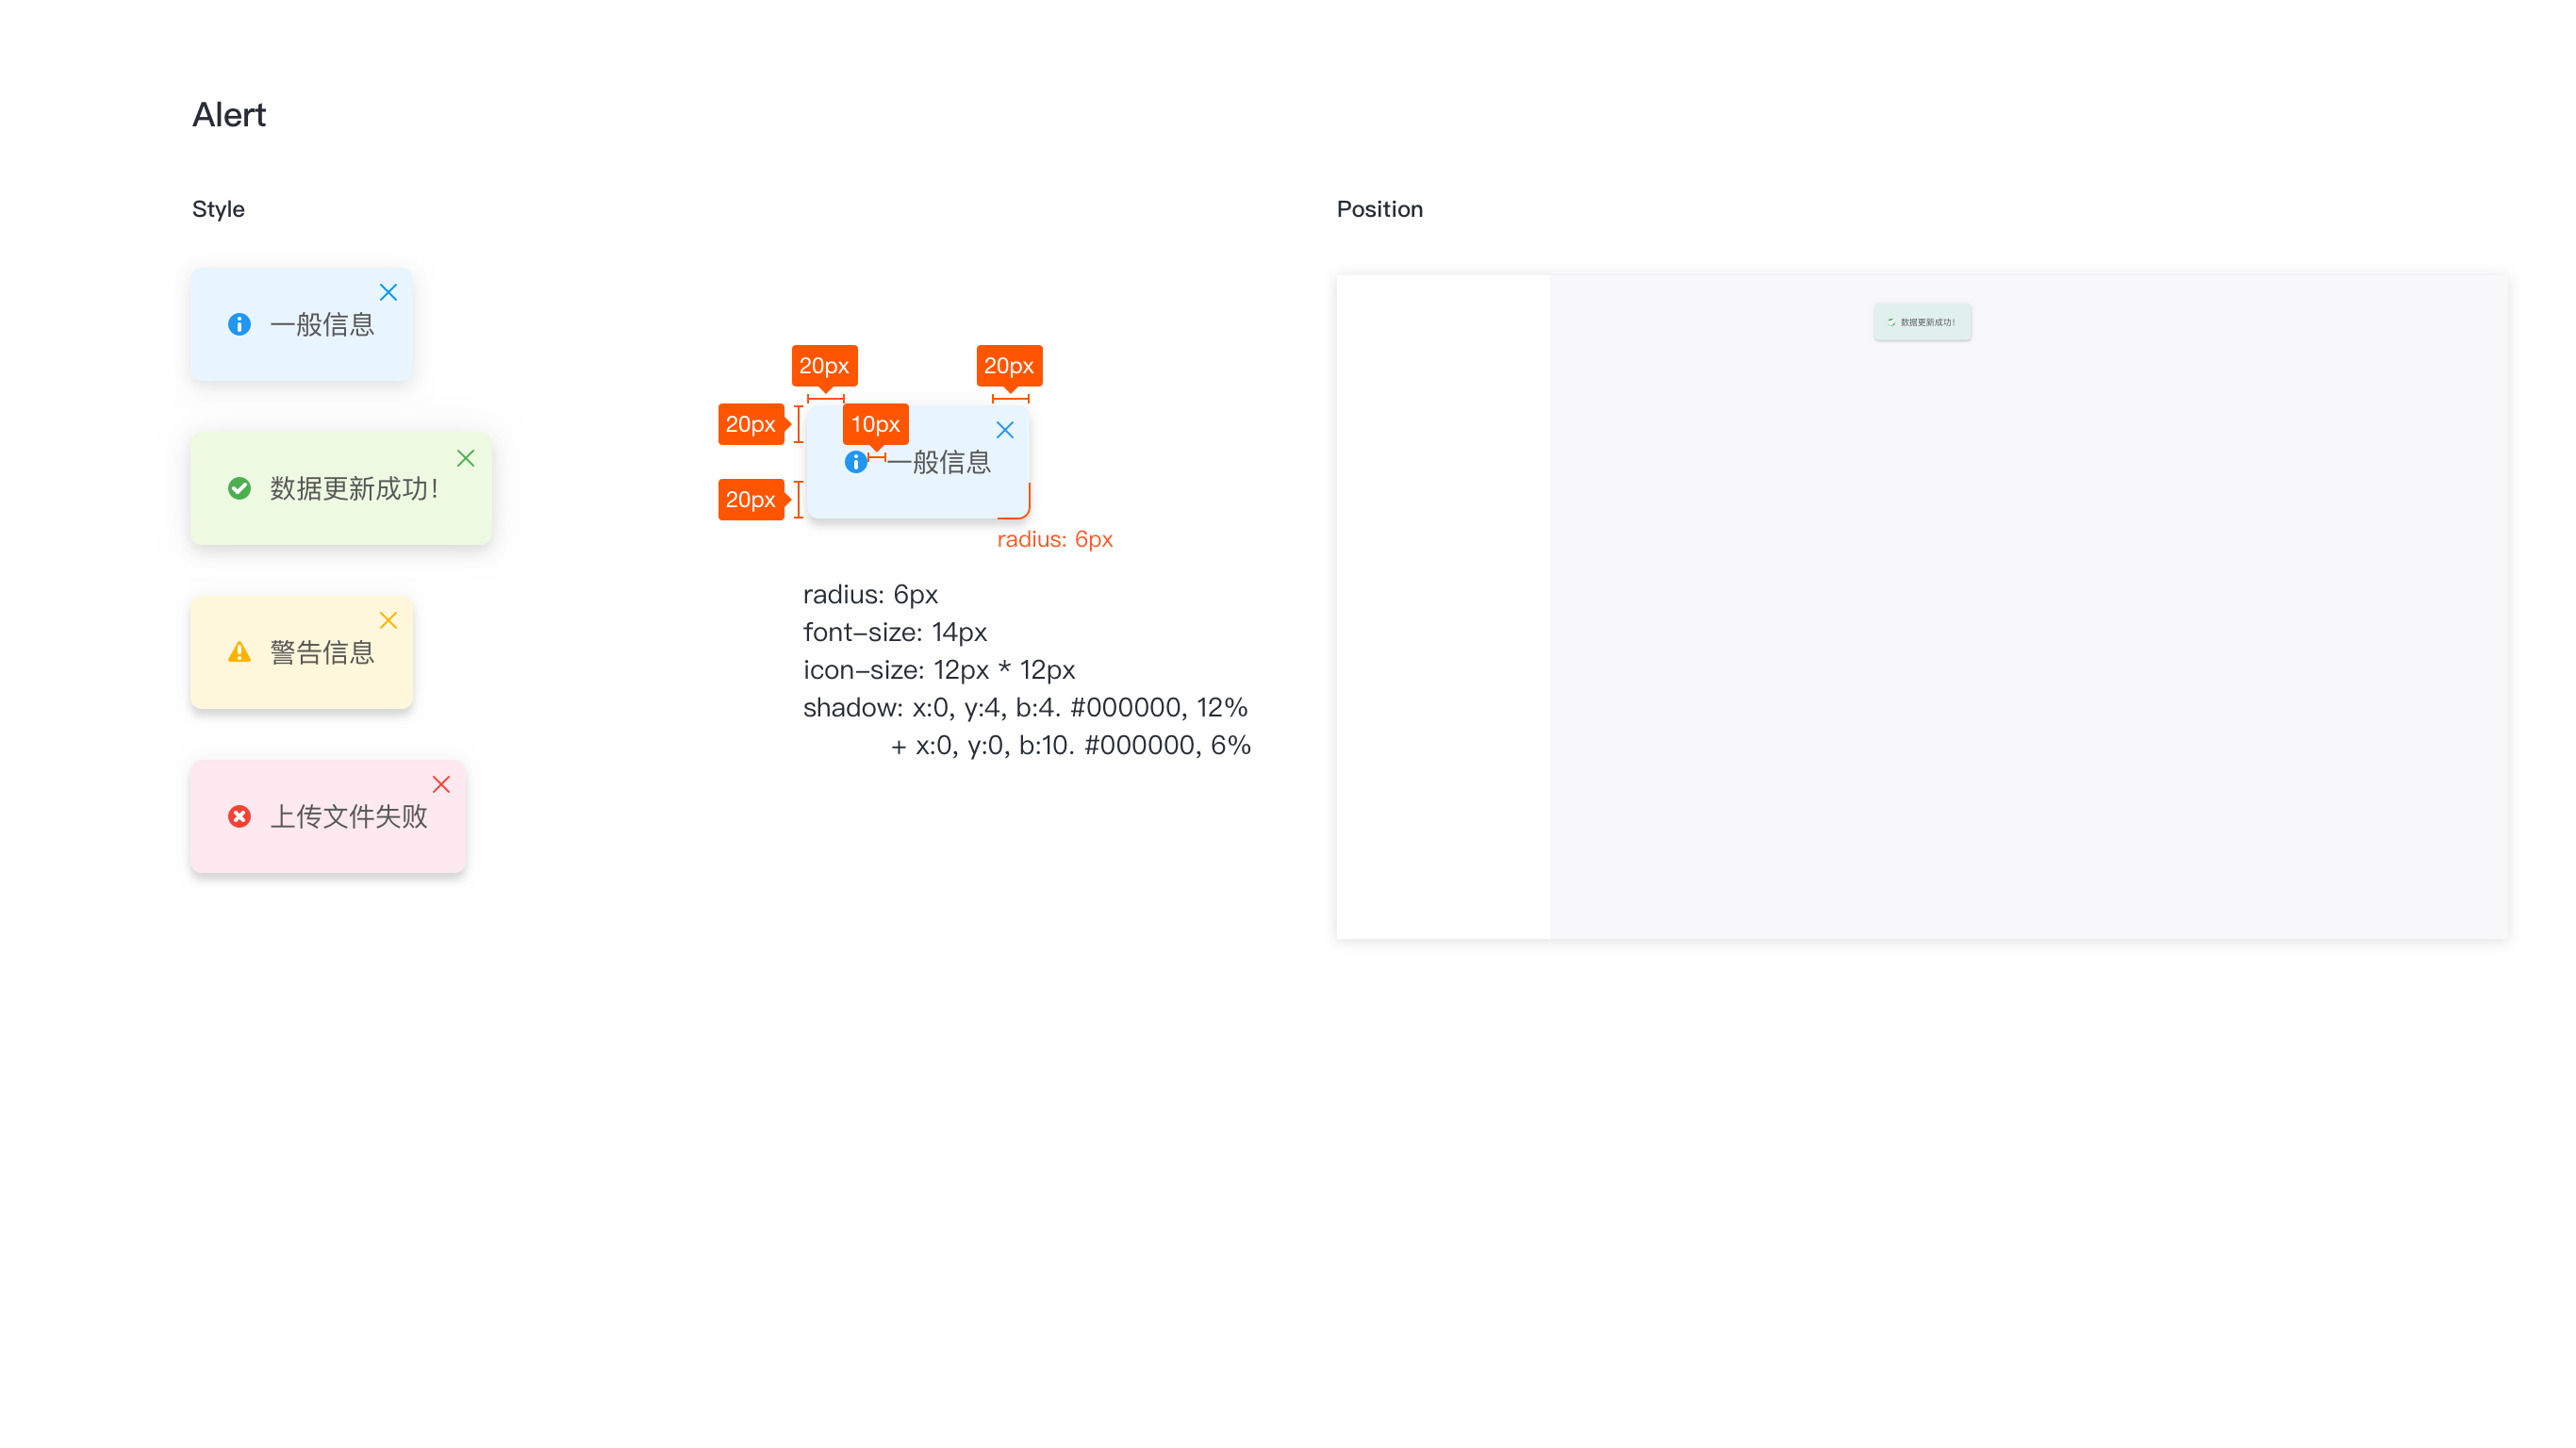 Alert
Style
Position
一般信息
数据更新成功!
警告信息
上传文件失败
20px
20px
20px
10px
一般信息
20px
radius: 6px
radius: 6px
font-size: 14px
icon-size: 12px * 12px
shadow: x:0, y:4, b:4. #000000, 12%
+ x:0, y:0, b:10. #000000, 6%
数据更新成功!